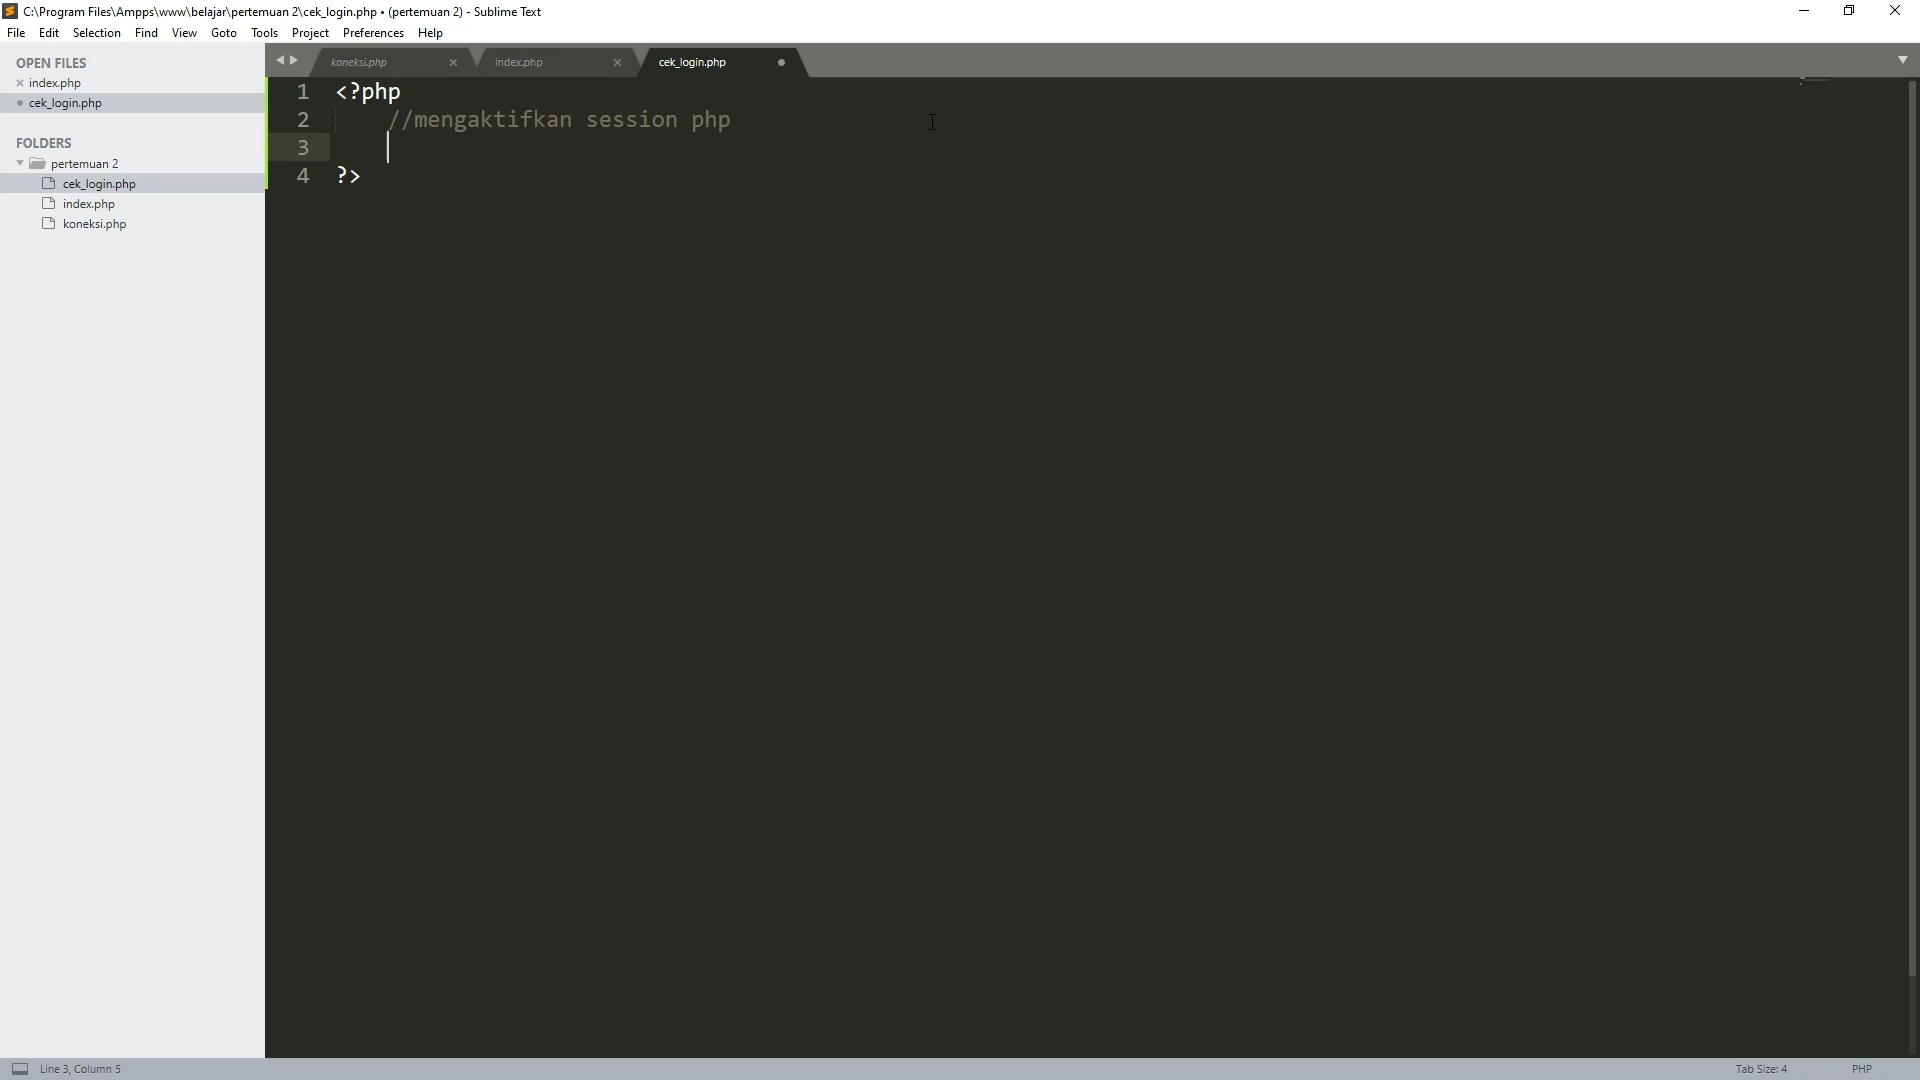 C:\Program Files\Ampps\www\belajar\pertemuan 2\cek_login.php • (pertemuan 2) - Sublime Text
File Edit Selection Find View Goto Tools Project Preferences Help
OPEN FILES
index.php
cek_login.php
FOLDERS
pertemuan 2
cek_login.php
index.php
koneksi.php
koneksi.php index.php cek_login.php
1 <?php
2 //mengaktifkan session php
3
4 ?>
Line 3, Column 5
Tab Size: 4 PHP